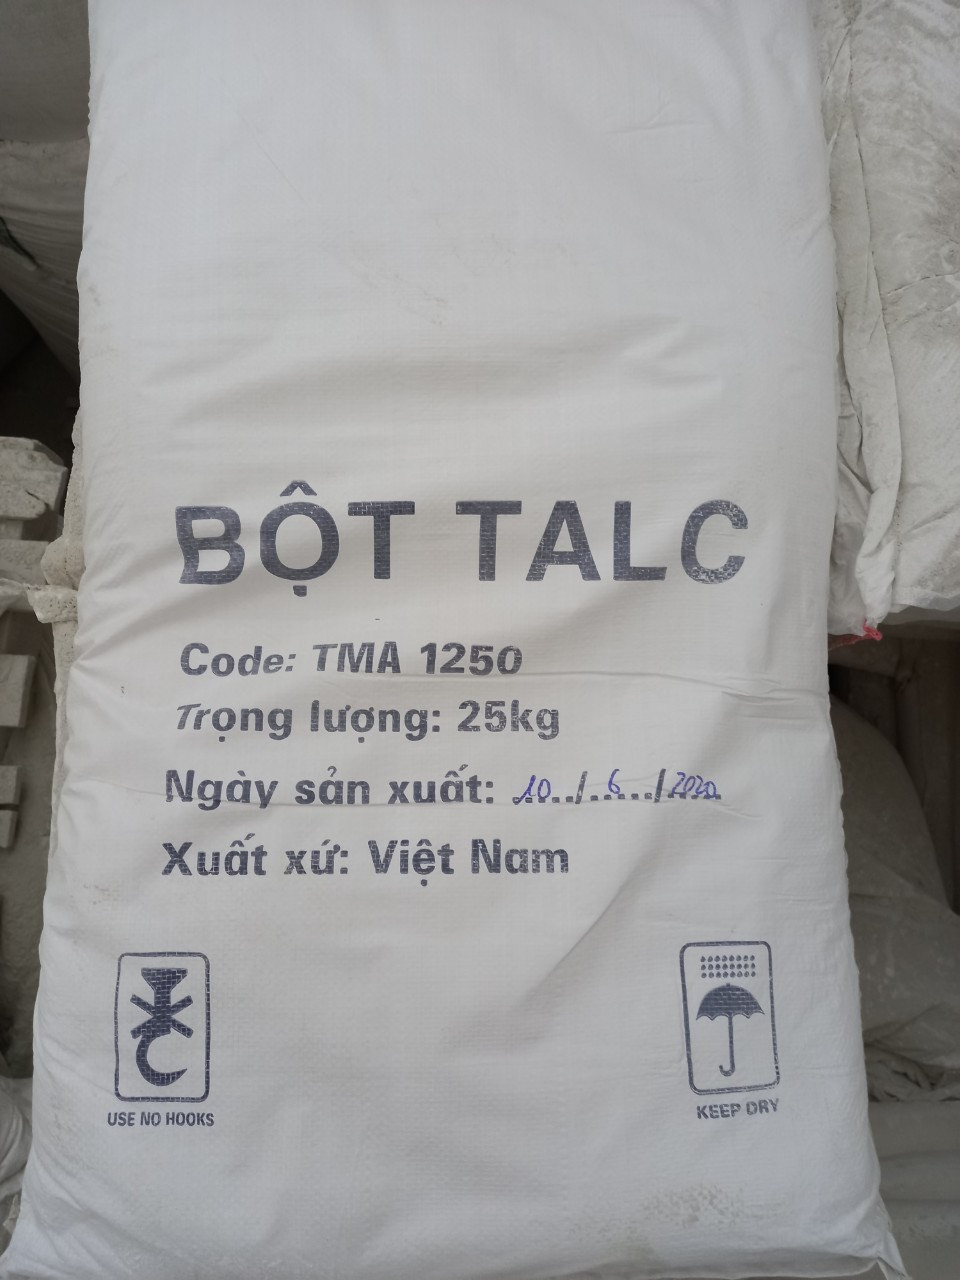 BỘT TALC
Code: TMA 1250
Trọng lượng: 25kg
Ngày sản xuất: 10../..6.../.2020.
Xuất xứ: Việt Nam
USE NO HOOKS
KEEP DRY